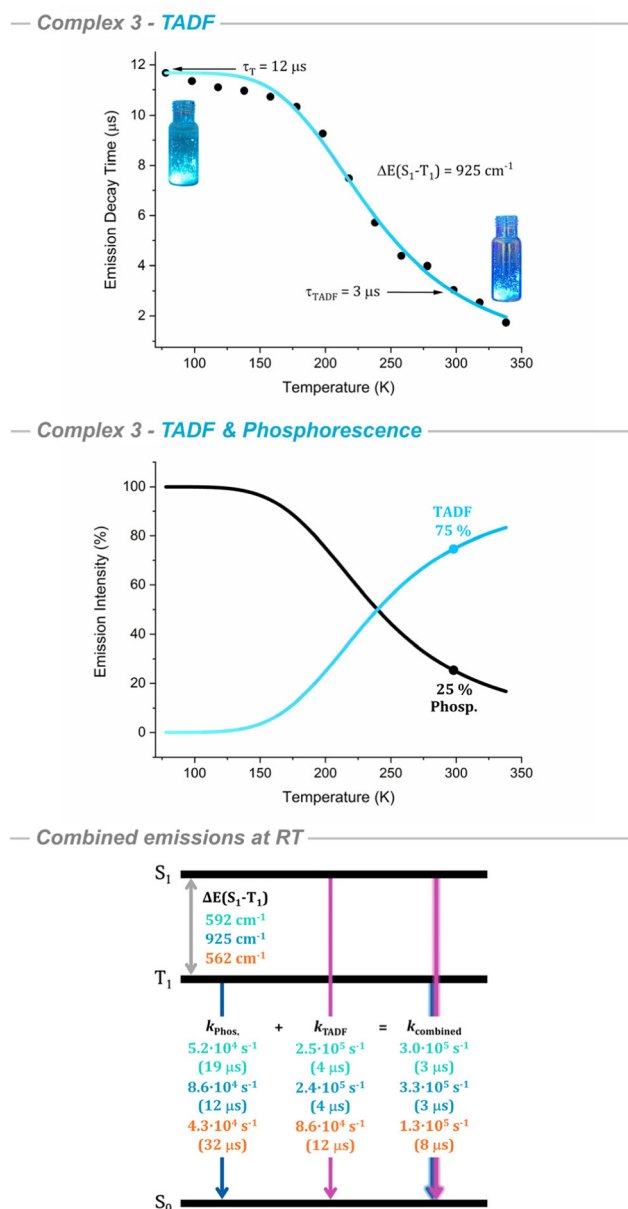 Complex 3 - TADF
τT = 12 μs
ΔE(S1-T1) = 925 cm-1
τTADF = 3 μs
Emission Decay Time (μs)
12
10
8
6
4
2
100 150 200 250 300 350
Temperature (K)
Complex 3 - TADF & Phosphorescence
Emission Intensity (%)
100
80
60
40
20
0
TADF
75 %
25 %
Phosp.
100 150 200 250 300 350
Temperature (K)
Combined emissions at RT
S1
ΔE(S1-T1)
592 cm-1
925 cm-1
562 cm-1
T1
kPhos. + kTADF = kcombined
5.2·10⁴ s-1 2.5·10⁵ s-1 3.0·10⁵ s-1
(19 μs) (4 μs) (3 μs)
8.6·10⁴ s-1 2.4·10⁵ s-1 3.3·10⁵ s-1
(12 μs) (4 μs) (3 μs)
4.3·10⁴ s-1 8.6·10⁴ s-1 1.3·10⁵ s-1
(32 μs) (12 μs) (8 μs)
S0